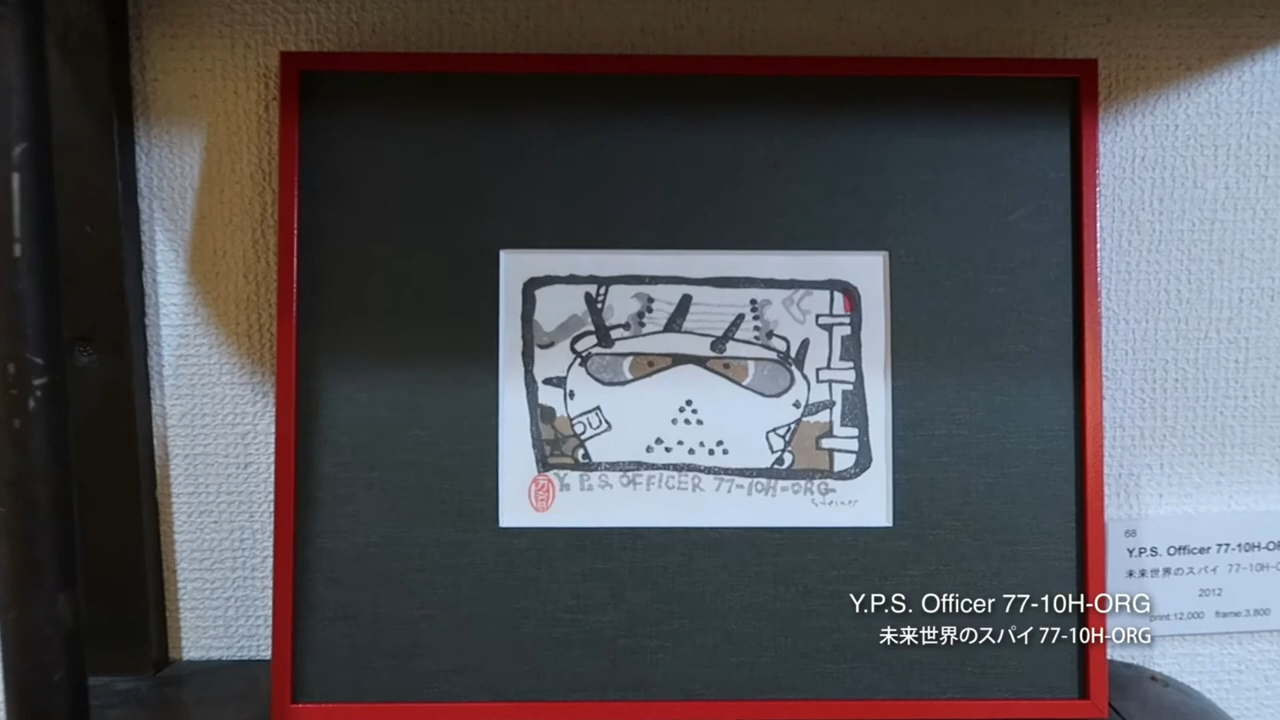 Y. P. S. OFFICER 77-10H-ORG
Steiner
68
Y.P.S. Officer 77-10H-OR
未来世界のスパイ 77-10H-O
2012
print:12,000 frame:3,800
Y.P.S. Officer 77-10H-ORG
未来世界のスパイ 77-10H-ORG